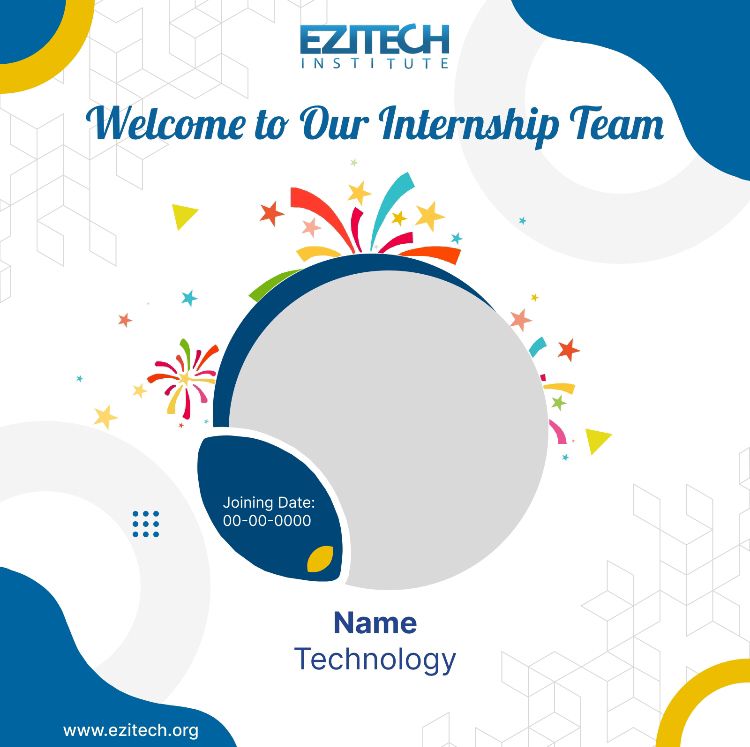 EZITECH
INSTITUTE
Welcome to Our Internship Team
Joining Date:
00-00-0000
Name
Technology
www.ezitech.org